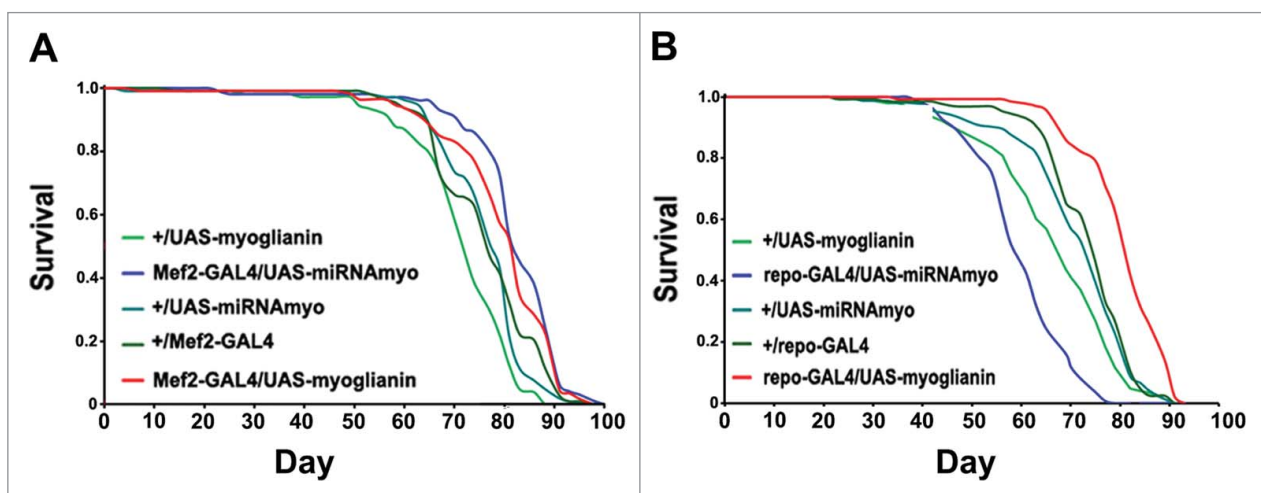 A
Survival
1.0
0.8
0.6
0.4
0.2
0
+/UAS-myoglianin
Mef2-GAL4/UAS-miRNAmyo
+/UAS-miRNAmyo
+/Mef2-GAL4
Mef2-GAL4/UAS-myoglianin
0 10 20 30 40 50 60 70 80 90 100
Day
B
Survival
1.0
0.8
0.6
0.4
0.2
0
+/UAS-myoglianin
repo-GAL4/UAS-miRNAmyo
+/UAS-miRNAmyo
+/repo-GAL4
repo-GAL4/UAS-myoglianin
0 10 20 30 40 50 60 70 80 90 100
Day